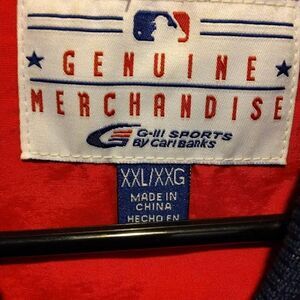 GENUINE
MERCHANDISE
G-III SPORTS
By Carl Banks
XXL/XXG
MADE IN
CHINA
HECHO EN